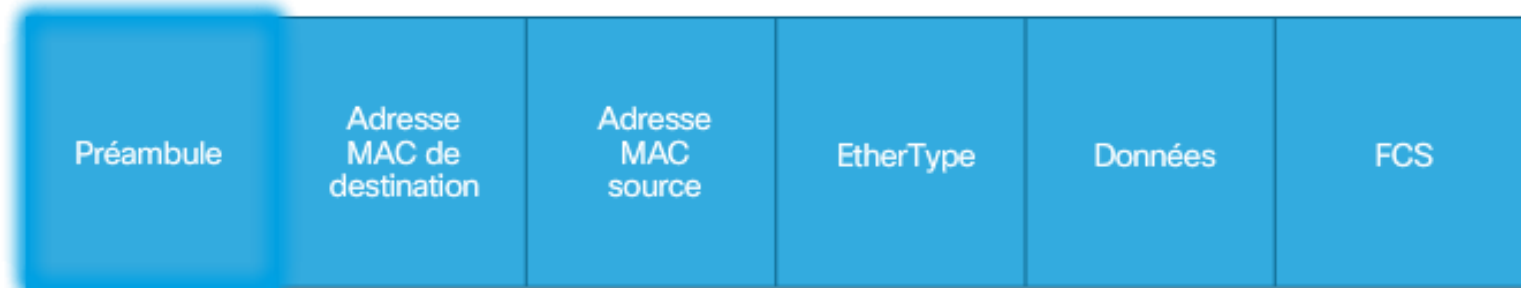 Préambule
Adresse
MAC de
destination
Adresse
MAC
source
EtherType
Données
FCS